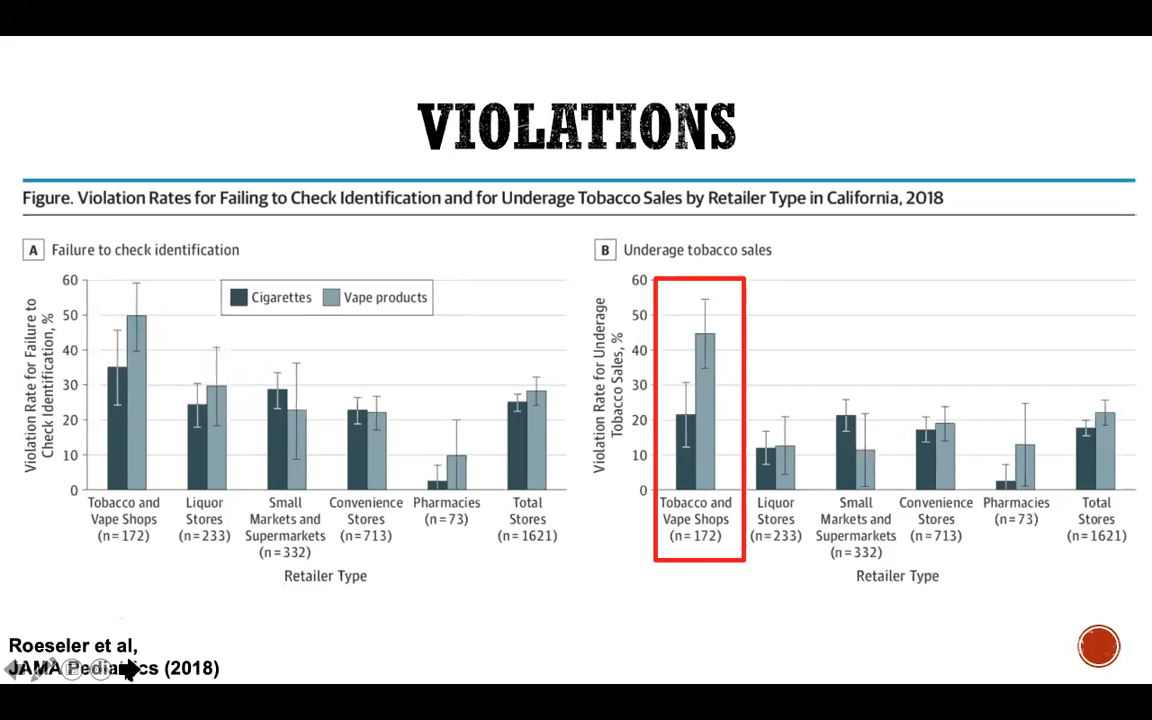 VIOLATIONS
Figure. Violation Rates for Failing to Check Identification and for Underage Tobacco Sales by Retailer Type in California, 2018
A Failure to check identification
60
50
40
30
20
10
0
Violation Rate for Failure to
Check Identification, %
Cigarettes Vape products
Tobacco and
Vape Shops
(n=172)
Liquor
Stores
(n=233)
Small
Markets and
Supermarkets
(n=332)
Convenience
Stores
(n=713)
Pharmacies
(n=73)
Total
Stores
(n=1621)
Retailer Type
B Underage tobacco sales
60
50
40
30
20
10
0
Violation Rate for Underage
Tobacco Sales, %
Tobacco and
Vape Shops
(n=172)
Liquor
Stores
(n=233)
Small
Markets and
Supermarkets
(n=332)
Convenience
Stores
(n=713)
Pharmacies
(n=73)
Total
Stores
(n=1621)
Retailer Type
Roeseler et al,
JAMA Pediatrics (2018)